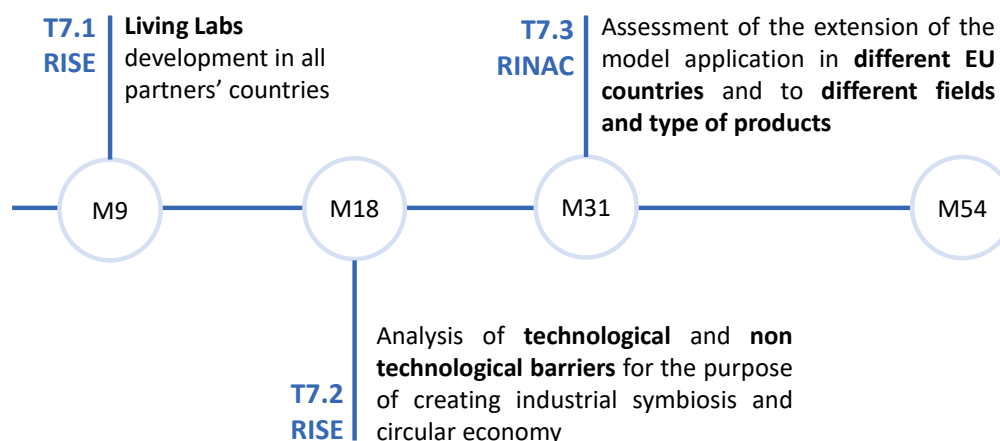 T7.1
RISE
Living Labs
development in all
partners’ countries
T7.3
RINAC
Assessment of the extension of the
model application in different EU
countries and to different fields
and type of products
M9
M18
M31
M54
T7.2
RISE
Analysis of technological and non
technological barriers for the purpose
of creating industrial symbiosis and
circular economy